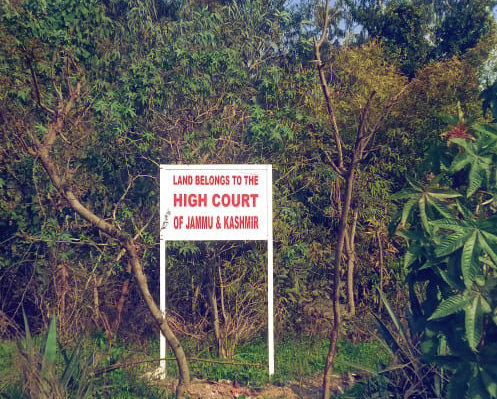 LAND BELONGS TO THE
HIGH COURT
OF JAMMU & KASHMIR